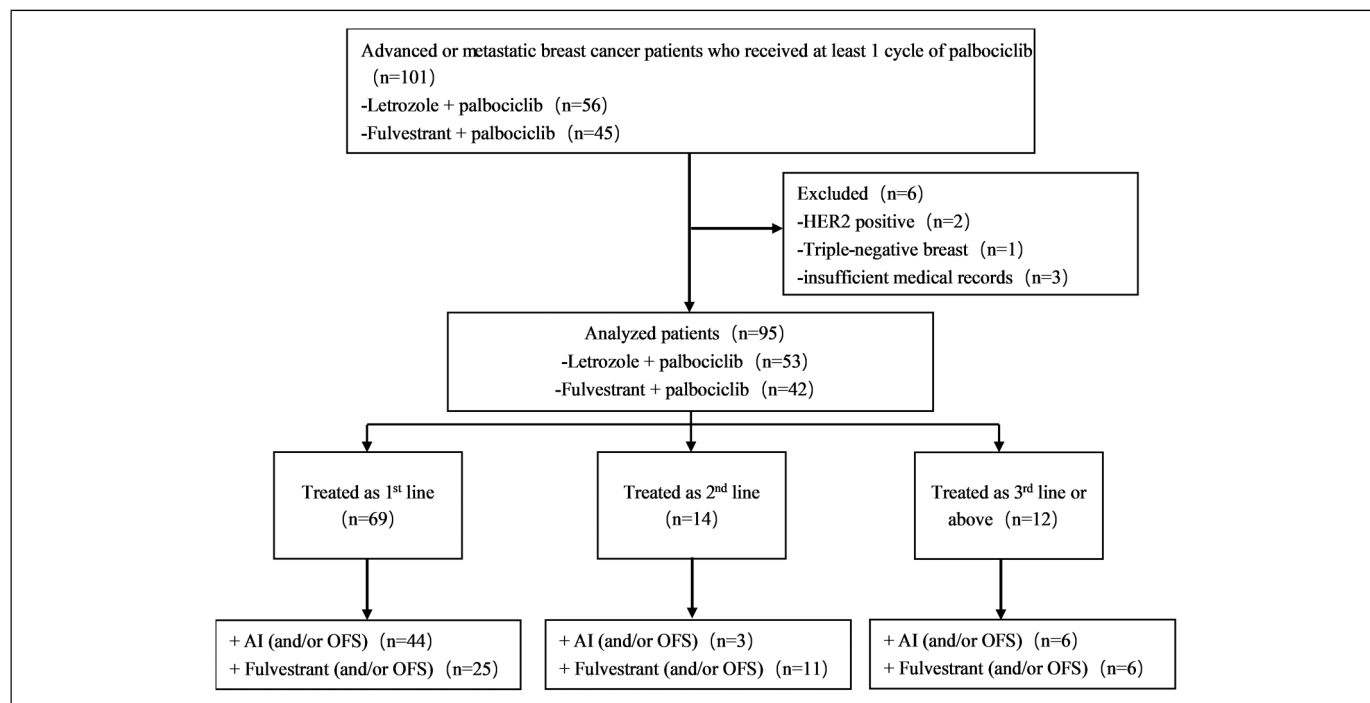 Advanced or metastatic breast cancer patients who received at least 1 cycle of palbociclib
（n=101）
-Letrozole + palbociclib（n=56）
-Fulvestrant + palbociclib（n=45）
Excluded（n=6）
-HER2 positive（n=2）
-Triple-negative breast（n=1）
-insufficient medical records（n=3）
Analyzed patients（n=95）
-Letrozole + palbociclib（n=53）
-Fulvestrant + palbociclib（n=42）
Treated as 1st line
（n=69）
Treated as 2nd line
（n=14）
Treated as 3rd line or
above（n=12）
+ AI (and/or OFS)（n=44）
+ Fulvestrant (and/or OFS)（n=25）
+ AI (and/or OFS)（n=3）
+ Fulvestrant (and/or OFS)（n=11）
+ AI (and/or OFS)（n=6）
+ Fulvestrant (and/or OFS)（n=6）